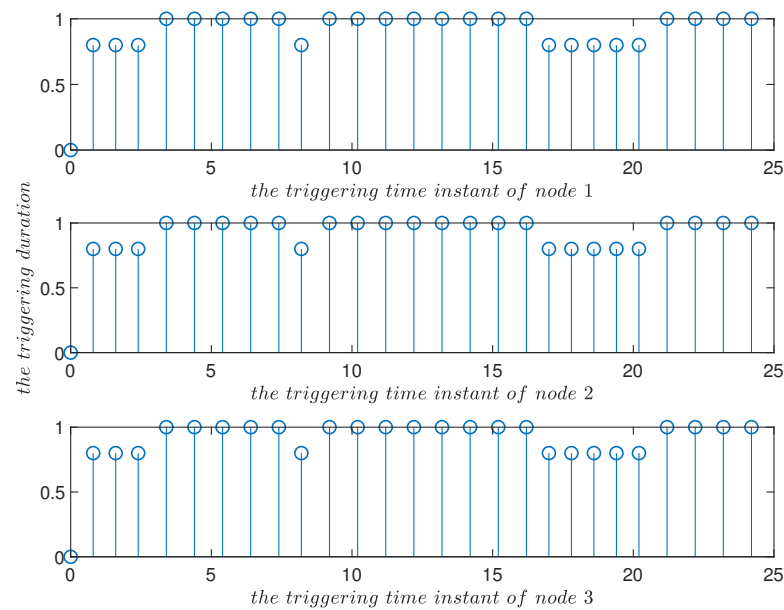 the triggering duration
1
0.5
0
0 5 10 15 20 25
the triggering time instant of node 1
1
0.5
0
0 5 10 15 20 25
the triggering time instant of node 2
1
0.5
0
0 5 10 15 20 25
the triggering time instant of node 3